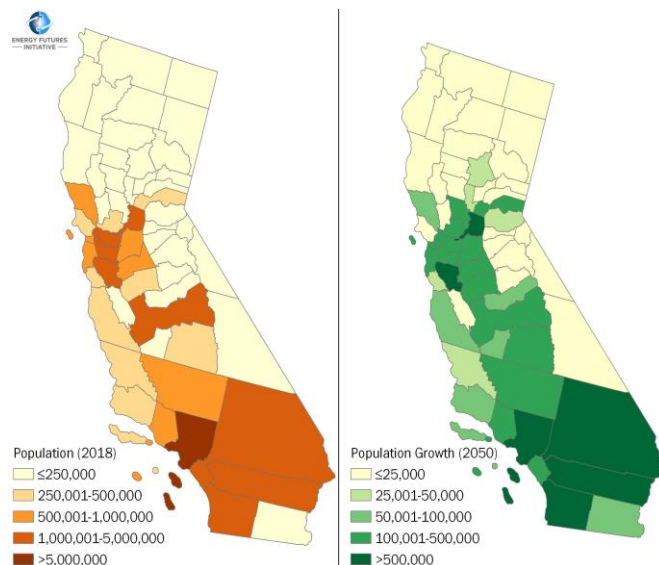 ENERGY FUTURES
INITIATIVE
Population (2018)
≤250,000
250,001-500,000
500,001-1,000,000
1,000,001-5,000,000
>5,000,000
Population Growth (2050)
≤25,000
25,001-50,000
50,001-100,000
100,001-500,000
>500,000